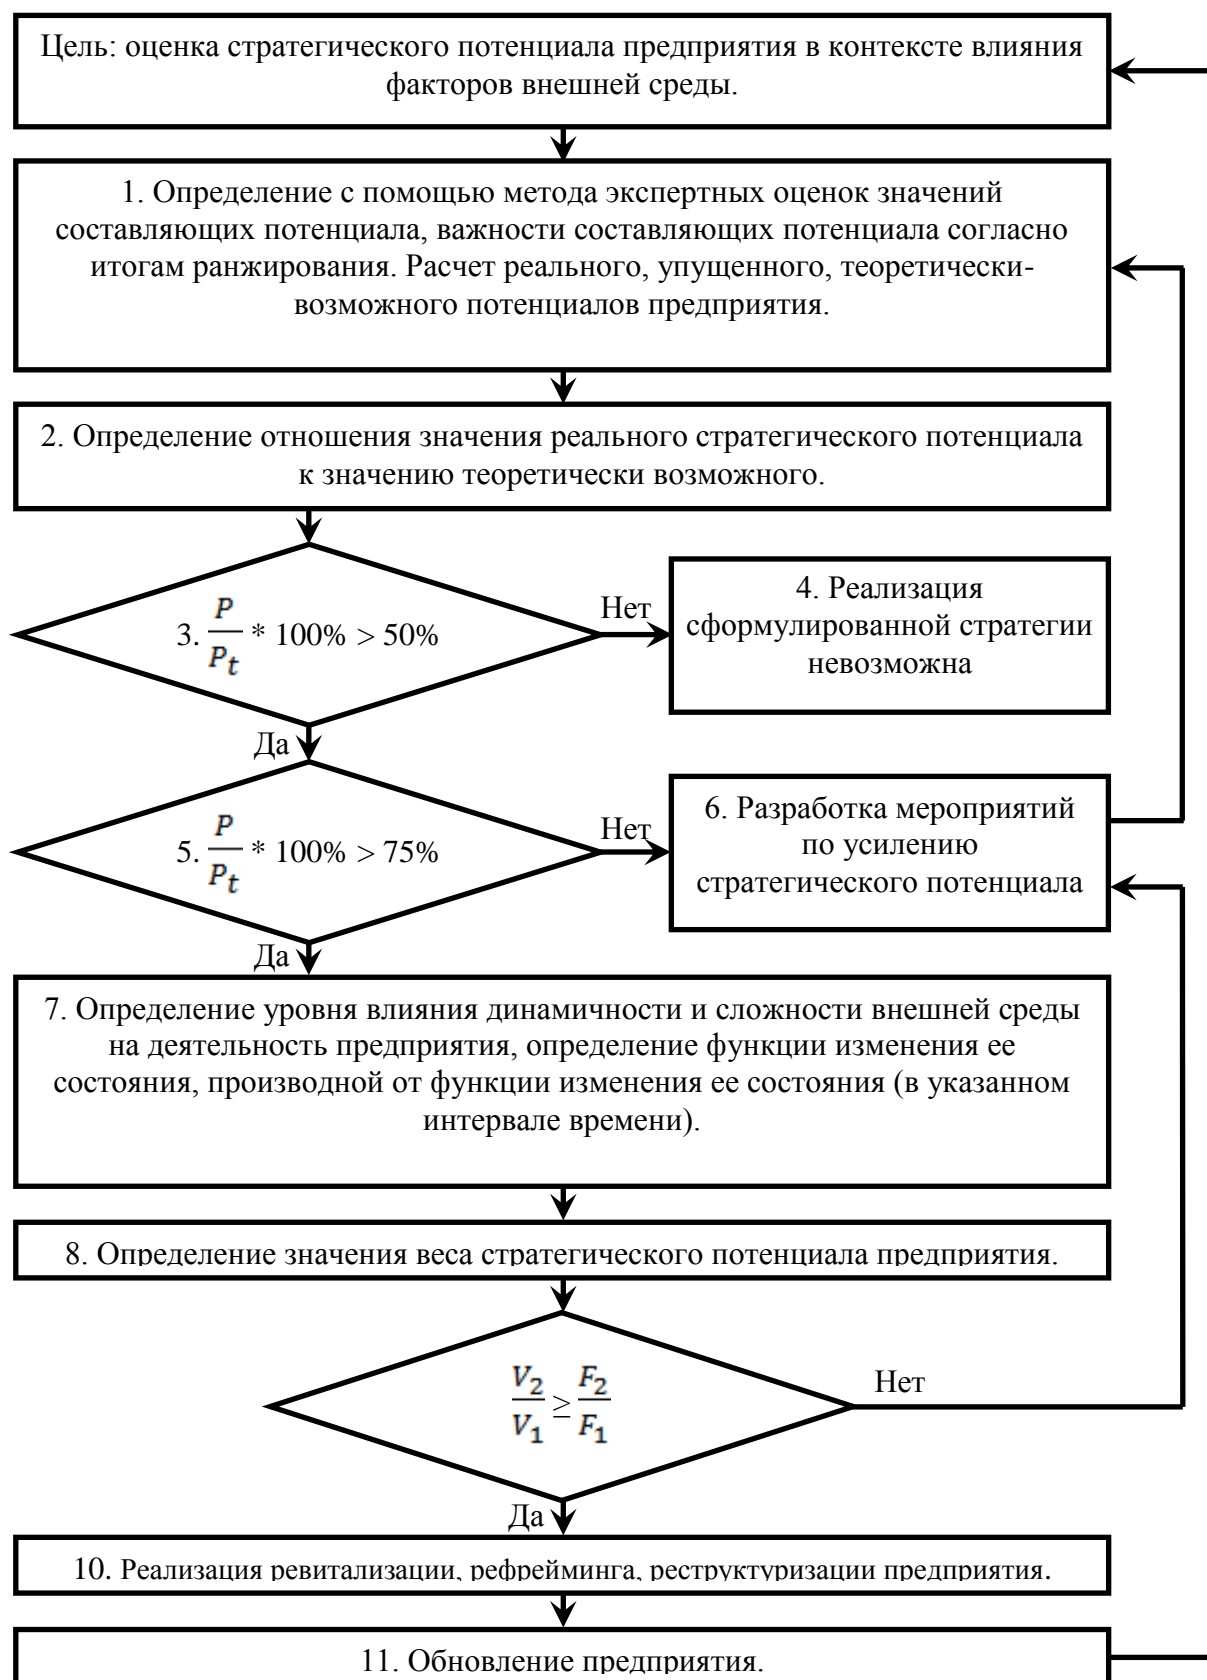 Цель: оценка стратегического потенциала предприятия в контексте влияния
факторов внешней среды.
1. Определение с помощью метода экспертных оценок значений
составляющих потенциала, важности составляющих потенциала согласно
итогам ранжирования. Расчет реального, упущенного, теоретически-
возможного потенциалов предприятия.
2. Определение отношения значения реального стратегического потенциала
к значению теоретически возможного.
3. P/P_t * 100% > 50%
Нет
4. Реализация
сформулированной стратегии
невозможна
Да
5. P/P_t * 100% > 75%
Нет
6. Разработка мероприятий
по усилению
стратегического потенциала
Да
7. Определение уровня влияния динамичности и сложности внешней среды
на деятельность предприятия, определение функции изменения ее
состояния, производной от функции изменения ее состояния (в указанном
интервале времени).
8. Определение значения веса стратегического потенциала предприятия.
V_2/V_1 ≥ F_2/F_1
Нет
Да
10. Реализация ревитализации, рефрейминга, реструктуризации предприятия.
11. Обновление предприятия.